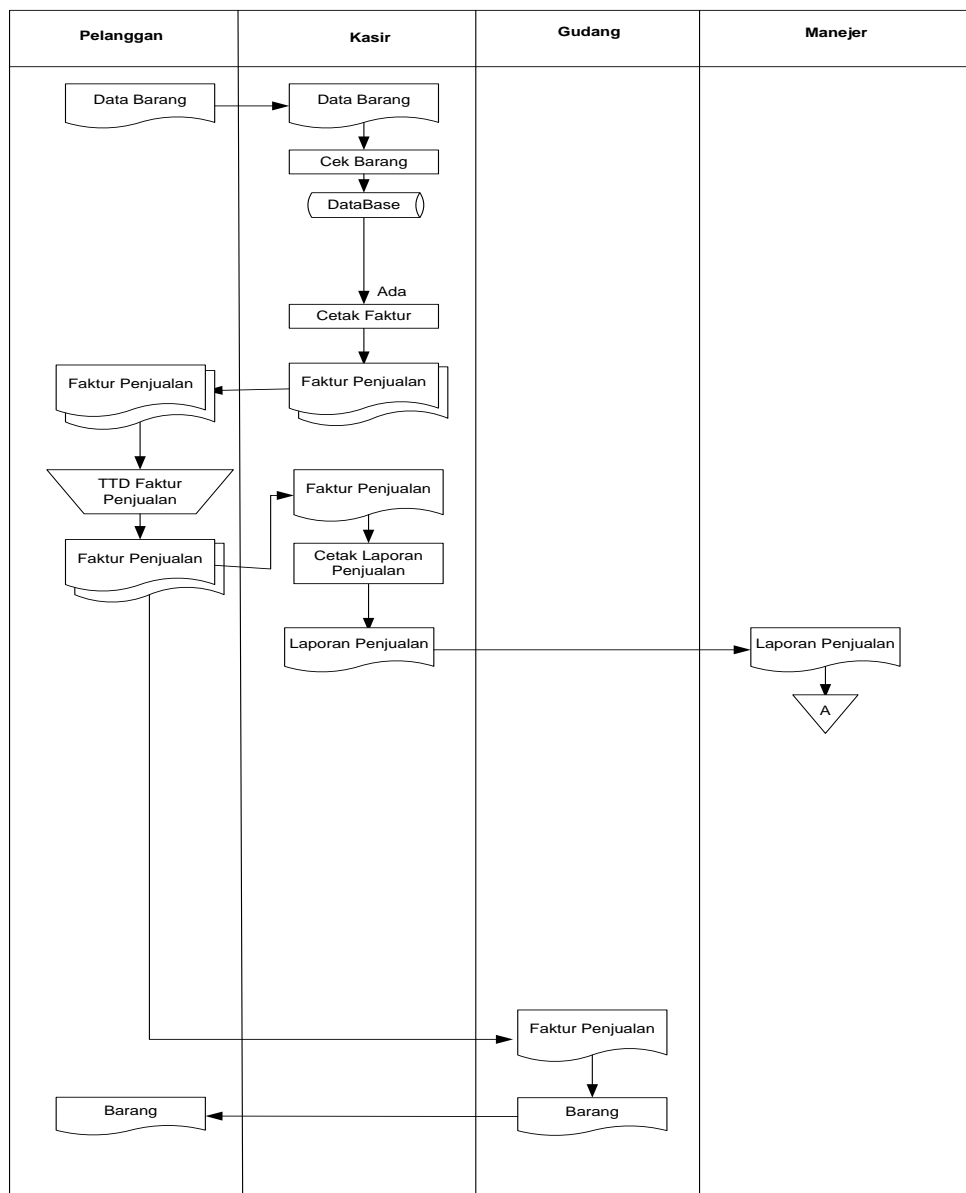 Pelanggan
Kasir
Gudang
Manejer
Data Barang
Data Barang
Cek Barang
DataBase
Ada
Cetak Faktur
Faktur Penjualan
Faktur Penjualan
TTD Faktur
Penjualan
Faktur Penjualan
Faktur Penjualan
Cetak Laporan
Penjualan
Laporan Penjualan
Laporan Penjualan
A
Faktur Penjualan
Barang
Barang